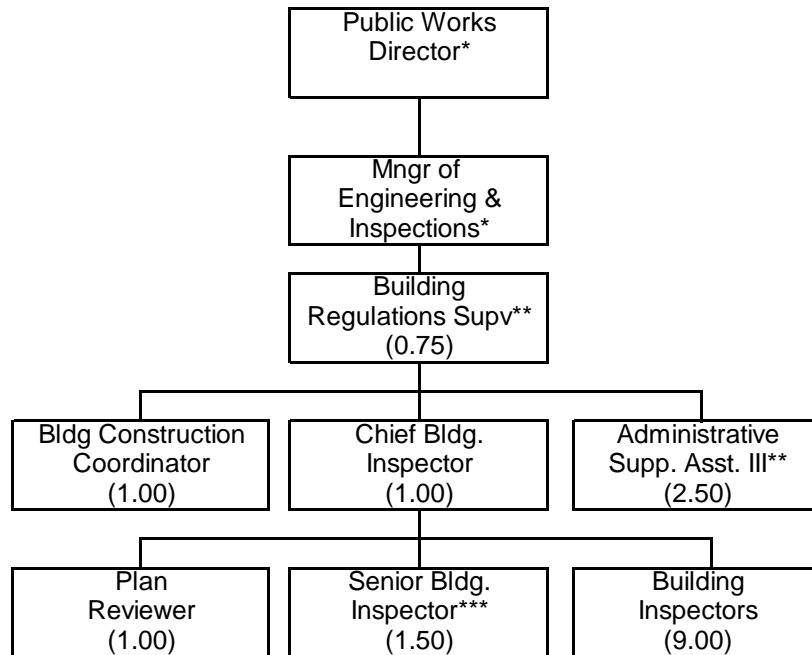 Public Works
Director*
Mngr of
Engineering &
Inspections*
Building
Regulations Supv**
(0.75)
Bldg Construction
Coordinator
(1.00)
Chief Bldg.
Inspector
(1.00)
Administrative
Supp. Asst. III**
(2.50)
Plan
Reviewer
(1.00)
Senior Bldg.
Inspector***
(1.50)
Building
Inspectors
(9.00)